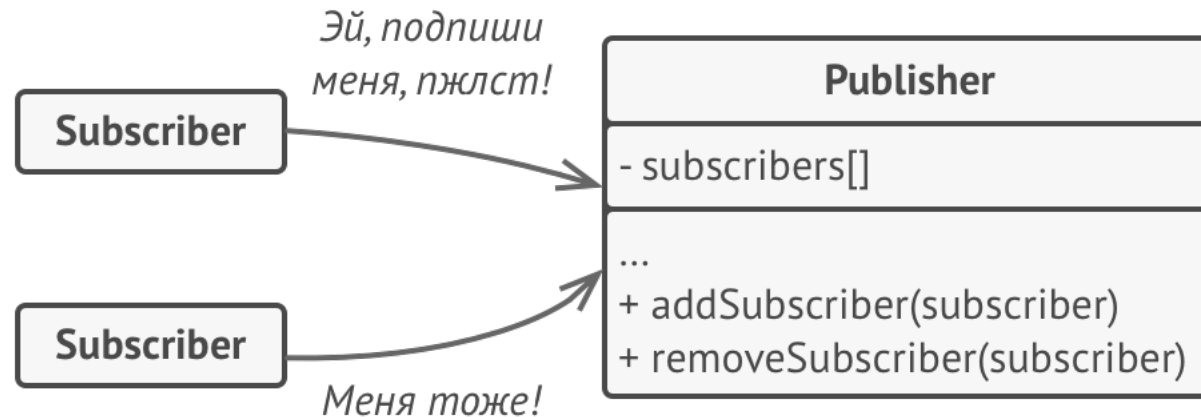 Эй, подпиши
меня, пжлст!
Subscriber
Publisher
- subscribers[]
...
+ addSubscriber(subscriber)
+ removeSubscriber(subscriber)
Subscriber
Меня тоже!